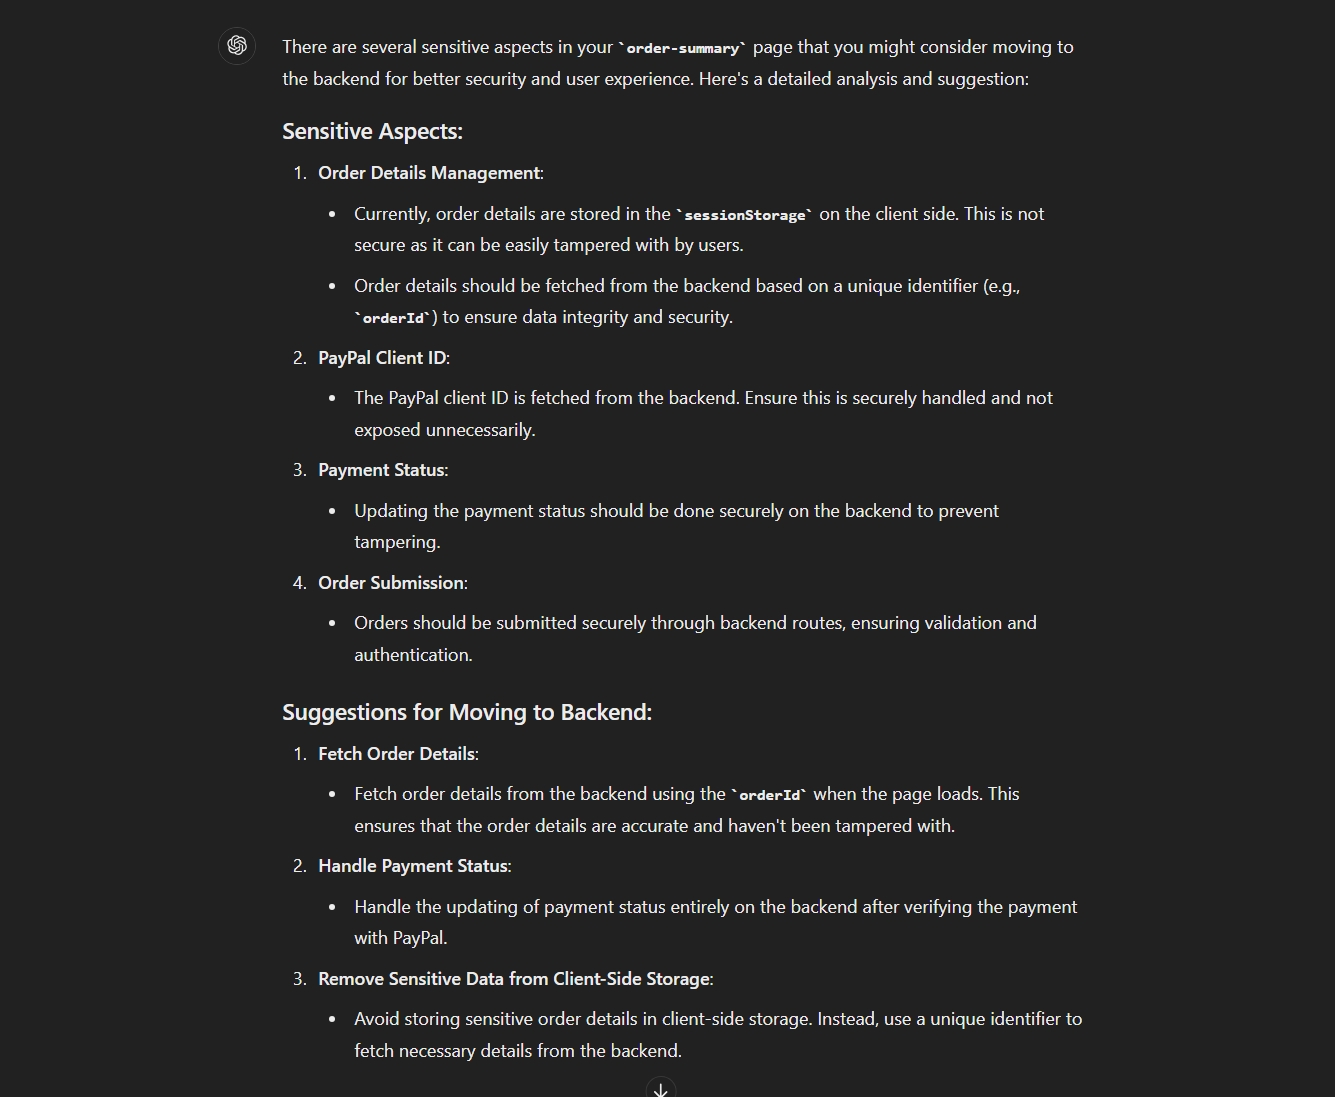 There are several sensitive aspects in your `order-summary` page that you might consider moving to
the backend for better security and user experience. Here's a detailed analysis and suggestion:
Sensitive Aspects:
1. Order Details Management:
• Currently, order details are stored in the `sessionStorage` on the client side. This is not
secure as it can be easily tampered with by users.
• Order details should be fetched from the backend based on a unique identifier (e.g.,
`orderId`) to ensure data integrity and security.
2. PayPal Client ID:
• The PayPal client ID is fetched from the backend. Ensure this is securely handled and not
exposed unnecessarily.
3. Payment Status:
• Updating the payment status should be done securely on the backend to prevent
tampering.
4. Order Submission:
• Orders should be submitted securely through backend routes, ensuring validation and
authentication.
Suggestions for Moving to Backend:
1. Fetch Order Details:
• Fetch order details from the backend using the `orderId` when the page loads. This
ensures that the order details are accurate and haven't been tampered with.
2. Handle Payment Status:
• Handle the updating of payment status entirely on the backend after verifying the payment
with PayPal.
3. Remove Sensitive Data from Client-Side Storage:
• Avoid storing sensitive order details in client-side storage. Instead, use a unique identifier to
fetch necessary details from the backend.